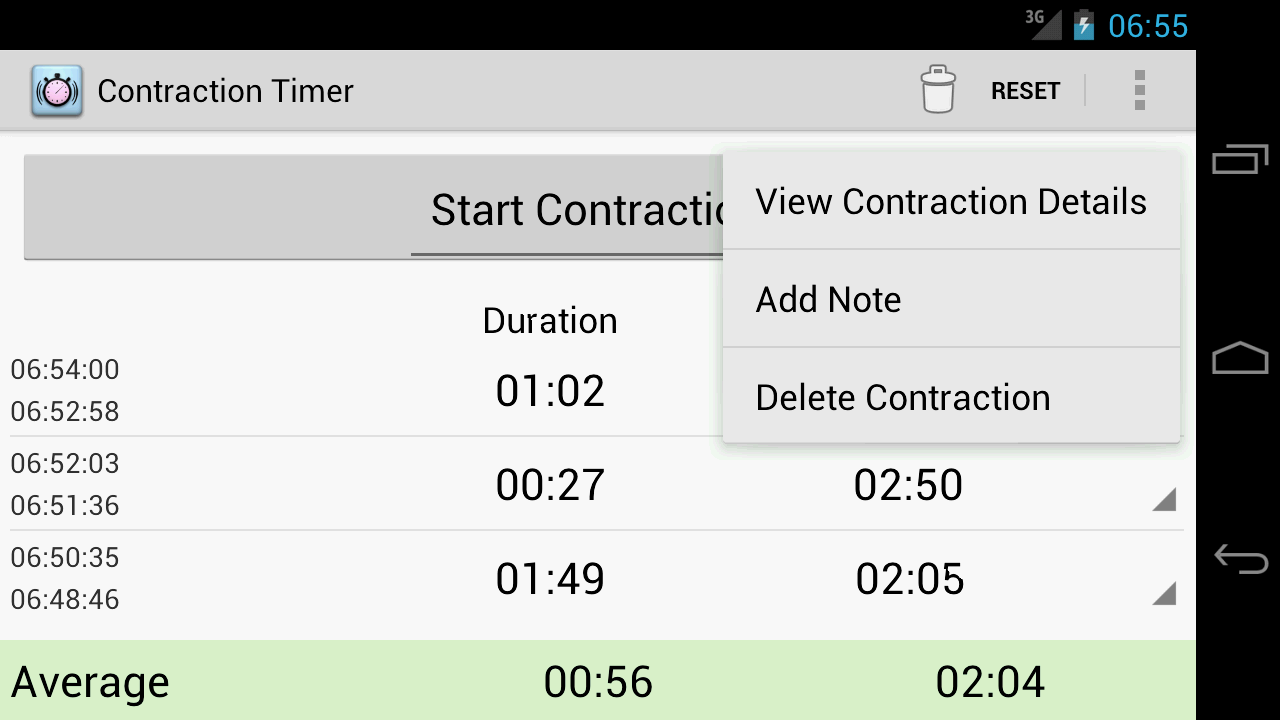 3G 06:55
Contraction Timer RESET
Start Contractio
View Contraction Details
Add Note
Delete Contraction
Duration
06:54:00
06:52:58
01:02
06:52:03
06:51:36
00:27 02:50
06:50:35
06:48:46
01:49 02:05
Average 00:56 02:04